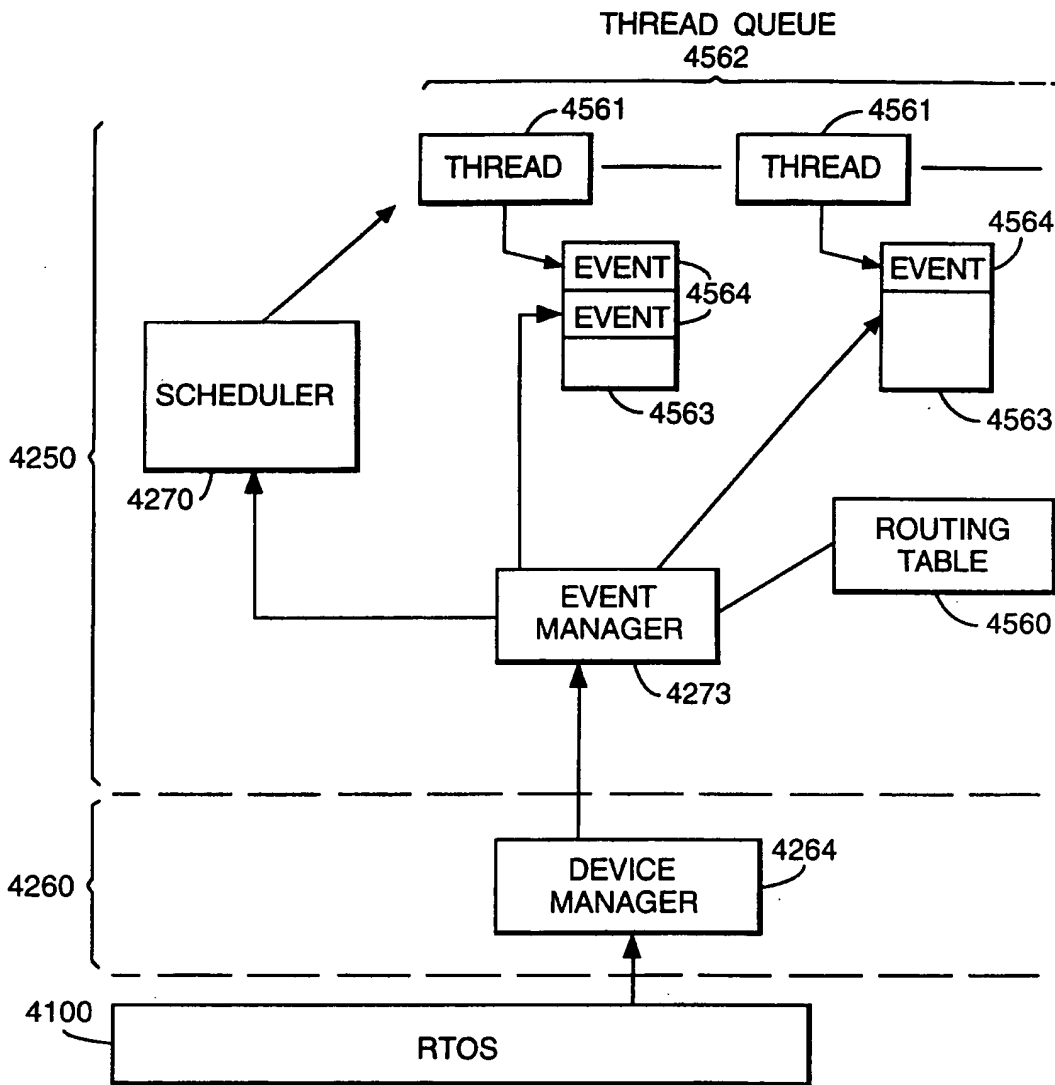 THREAD QUEUE
4562
4561
4561
THREAD
THREAD
4564
EVENT
EVENT
4564
EVENT
SCHEDULER
4563
4563
4250
4270
ROUTING
TABLE
EVENT
MANAGER
4560
4273
4264
DEVICE
MANAGER
4260
4100
RTOS